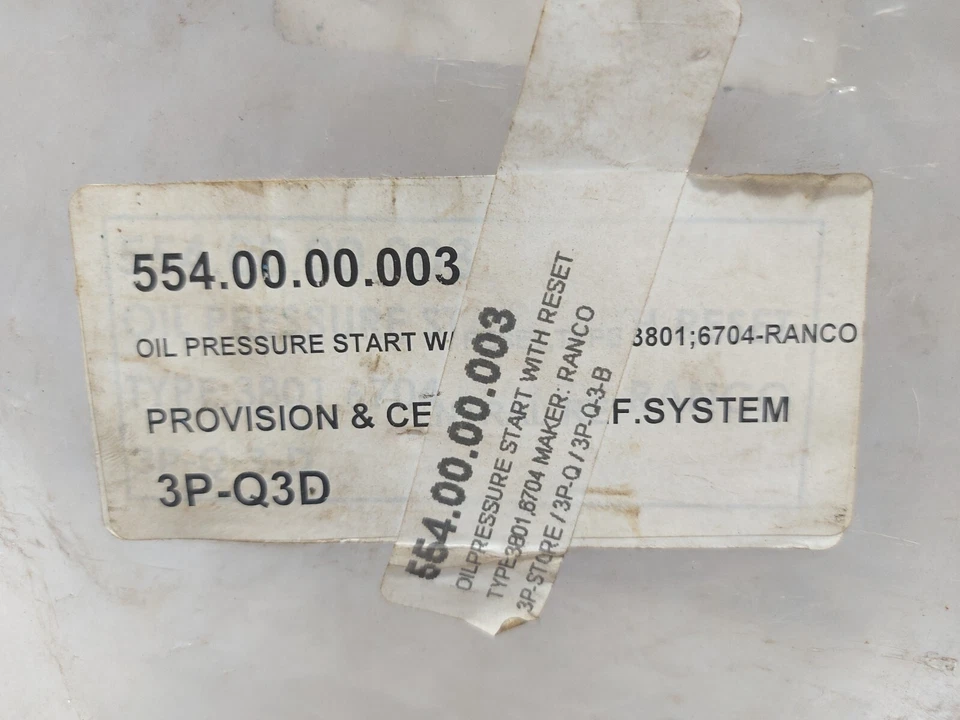 554.00.00.003
OIL PRESSURE START W 3801;6704-RANCO
PROVISION & CE F.SYSTEM
3P-Q3D
554.00.00.003
OILPRESSURE START WITH RESET
TYPE3801,6704 MAKER: RANCO
3P-STORE / 3P-Q / 3P-Q-3-B